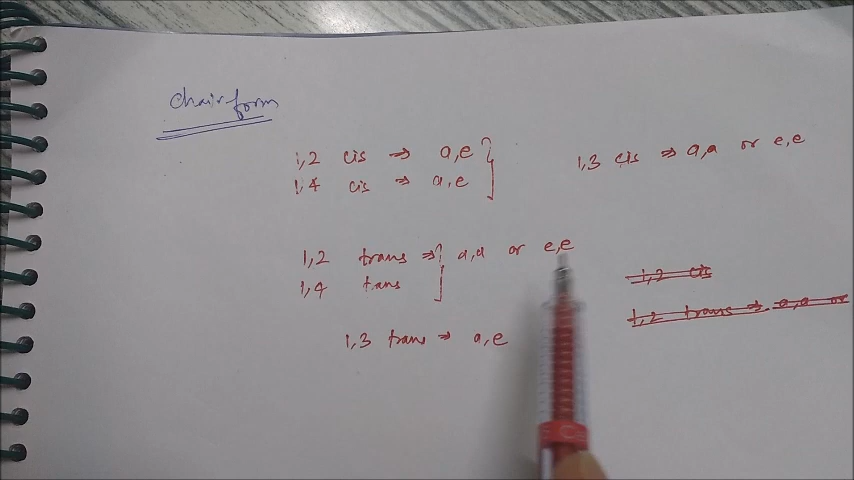 chair form
1,2 cis ⇒ a,e
1,4 cis ⇒ a,e
1,3 cis ⇒ a,a or e,e
1,2 trans ⇒ a,a or e,e
1,4 trans
1,3 trans ⇒ a,e
1,2 cis
1,2 trans ⇒ a,a or